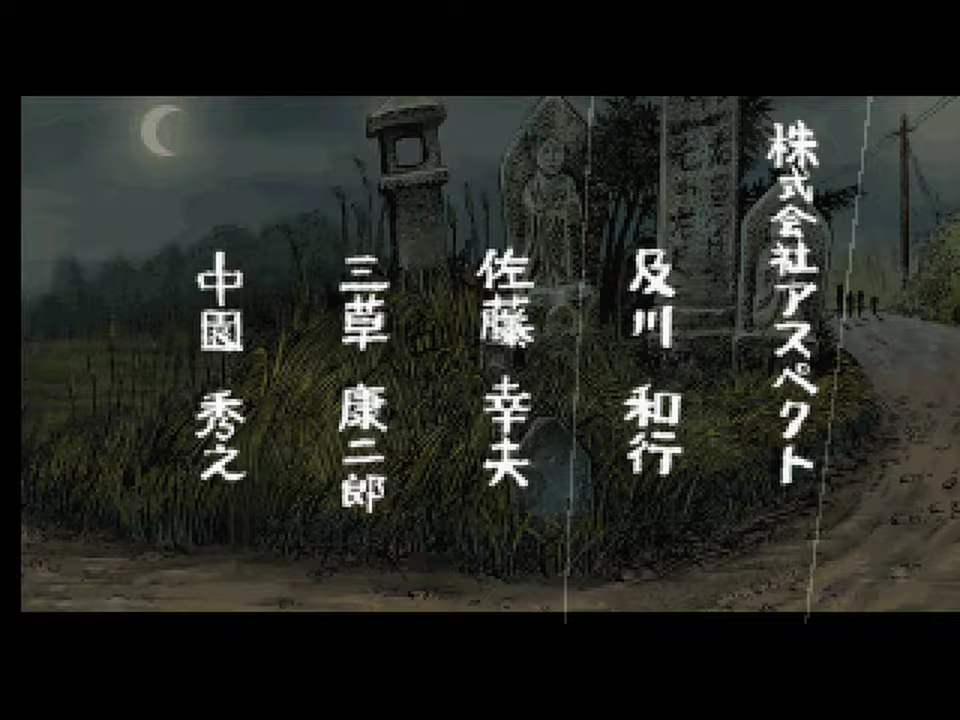 株式会社アスペクト
及川 和行
佐藤 幸夫
三草 康二郎
中園 秀之